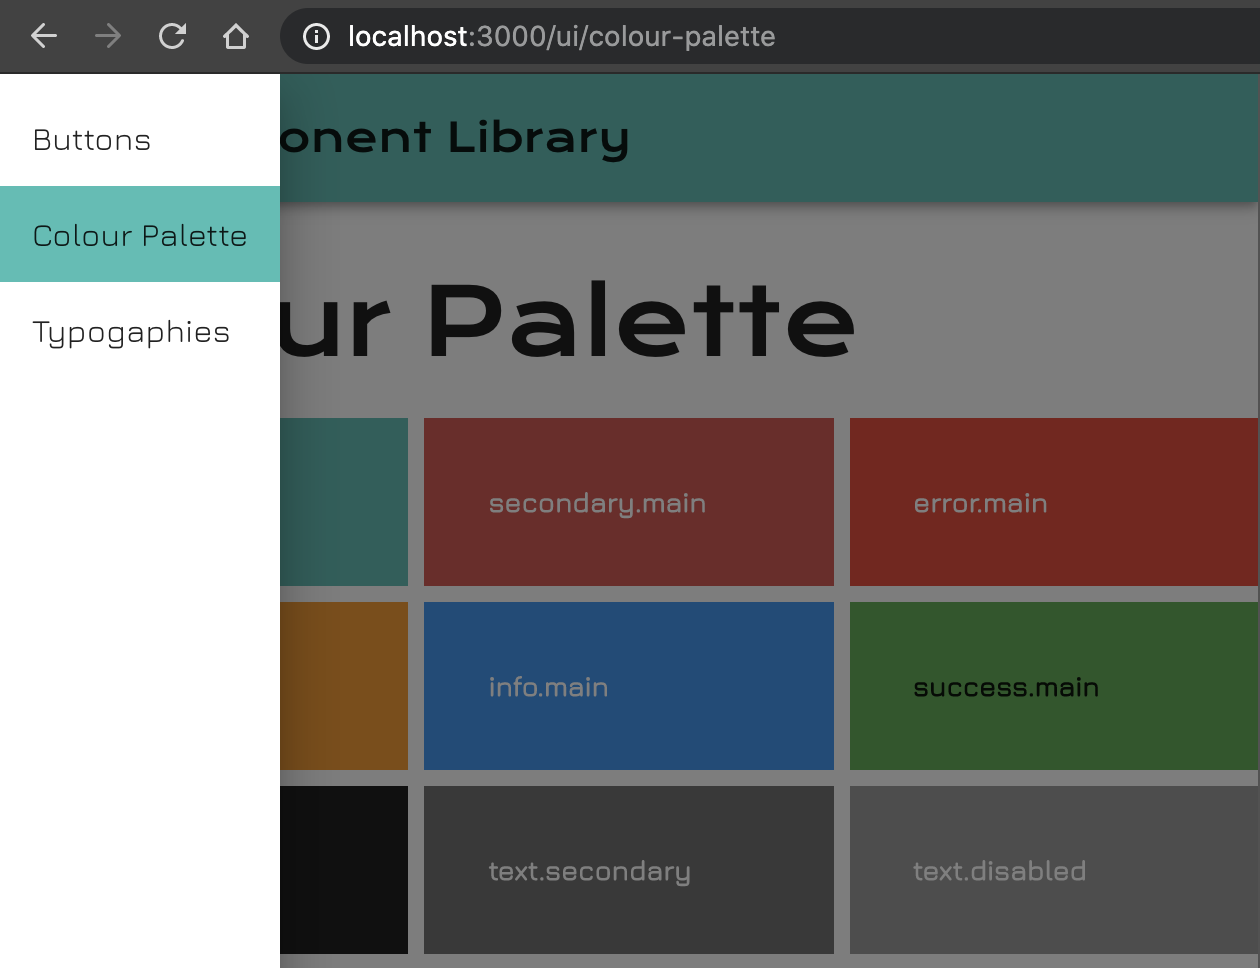 localhost:3000/ui/colour-palette
Buttons
Colour Palette
Typogaphies
onent Library
ur Palette
secondary.main
error.main
info.main
success.main
text.secondary
text.disabled